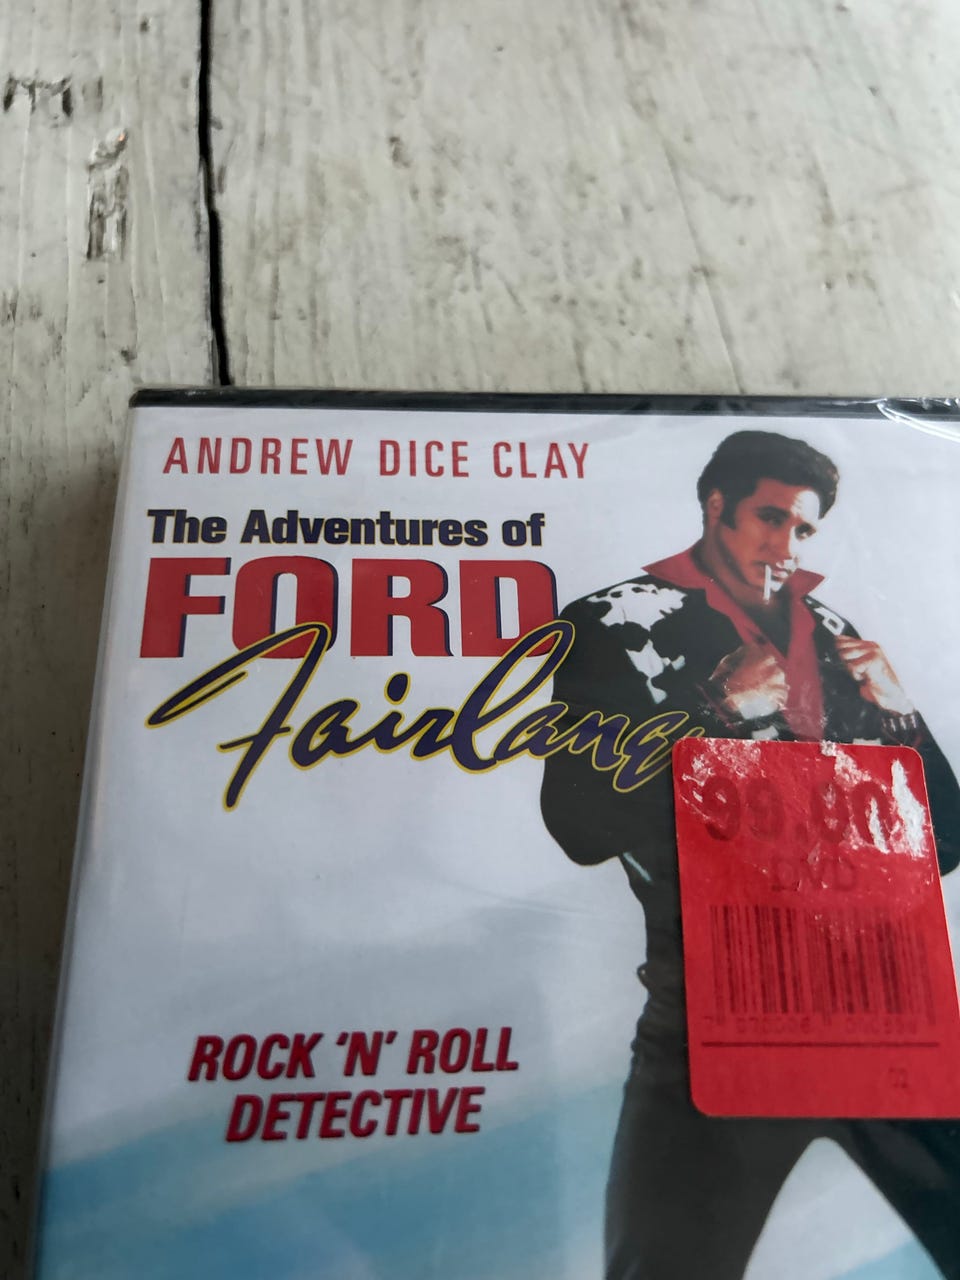 ANDREW DICE CLAY
The Adventures of
FORD
Fairlane
DVD
ROCK 'N' ROLL
DETECTIVE